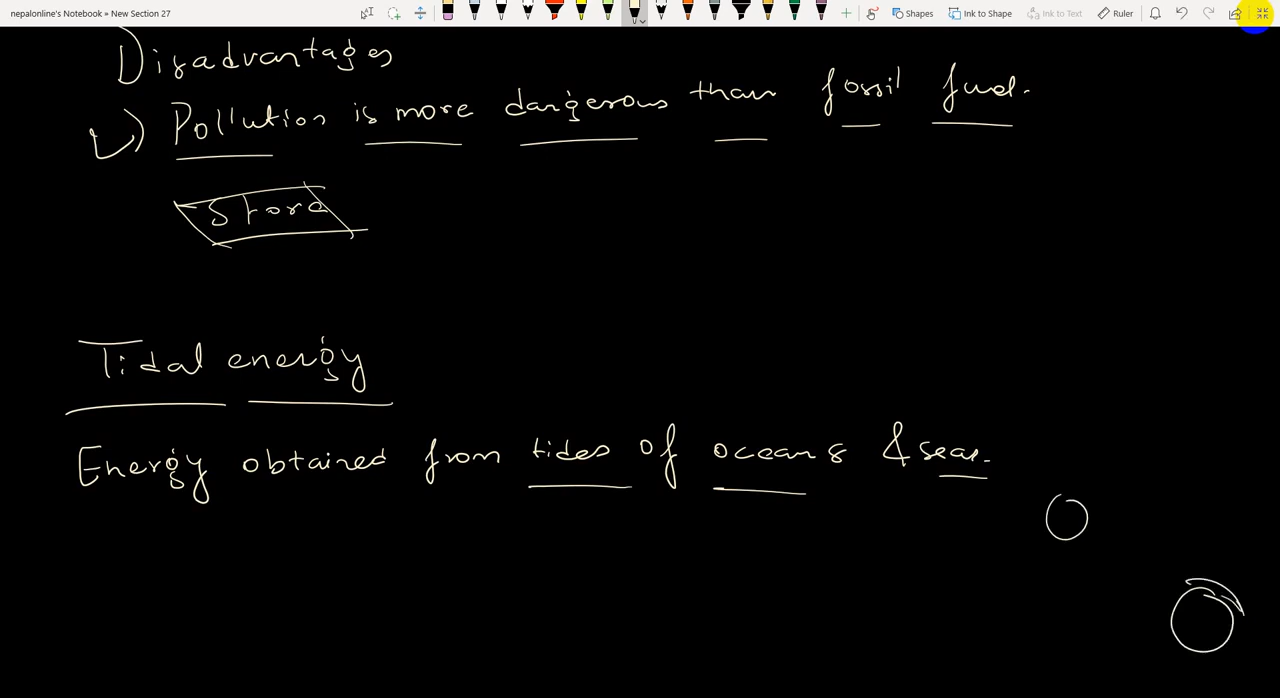 nepalonline's Notebook » New Section 27
Shapes Ink to Shape Ink to Text Ruler
Disadvantages
Pollution is more dangerous than fossil fuel.
Store
Tidal energy
Energy obtained from tides of oceans & seas.